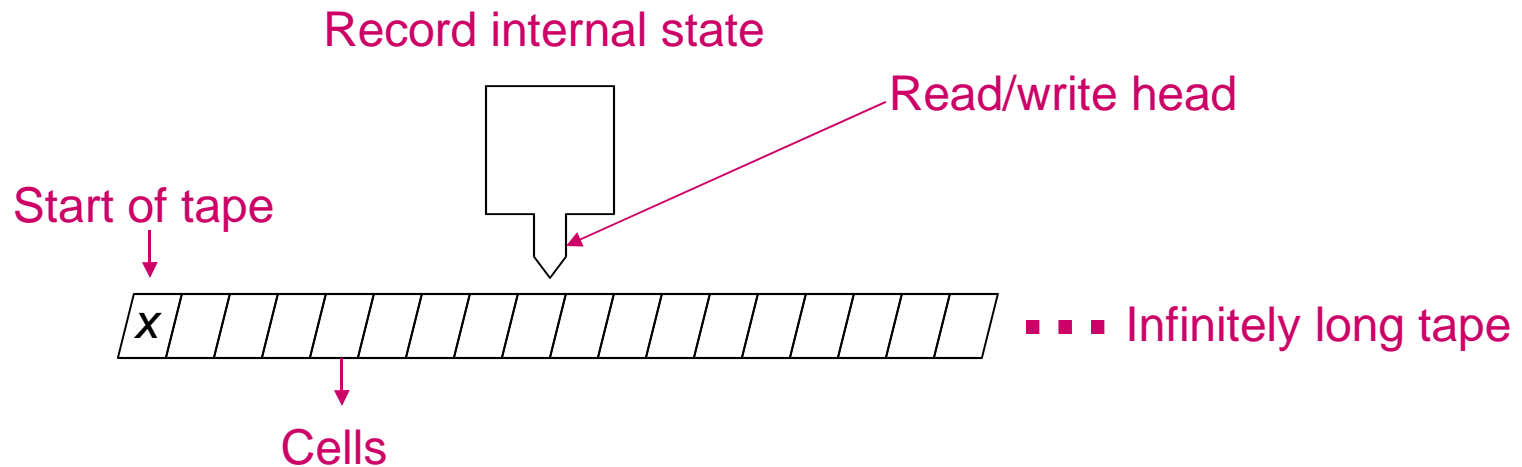 Record internal state
Read/write head
Start of tape
x
Infinitely long tape
Cells